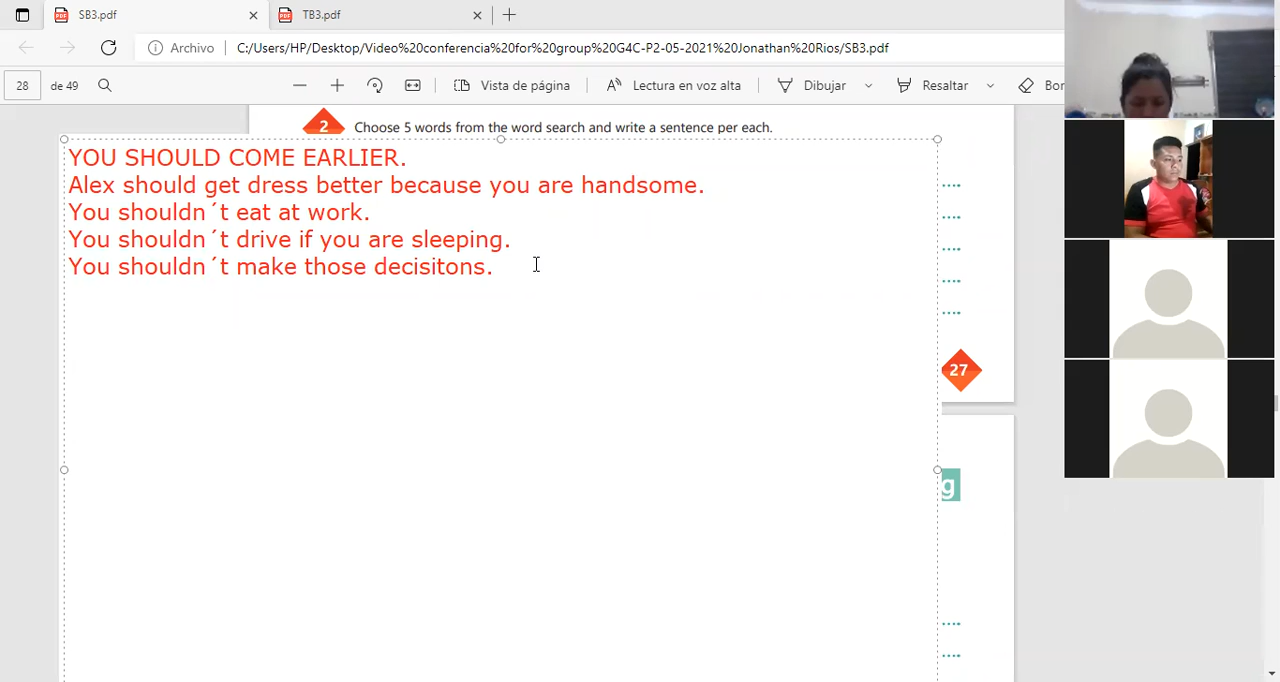 SB3.pdf
TB3.pdf
Archivo
C:/Users/HP/Desktop/Video%20conferencia%20for%20group%20G4C-P2-05-2021%20Jonathan%20Rios/SB3.pdf
28 de 49
Vista de página
Lectura en voz alta
Dibujar
Resaltar
Bor
2 Choose 5 words from the word search and write a sentence per each.
YOU SHOULD COME EARLIER.
Alex should get dress better because you are handsome.
You shouldn´t eat at work.
You shouldn´t drive if you are sleeping.
You shouldn´t make those decisitons.
27
g